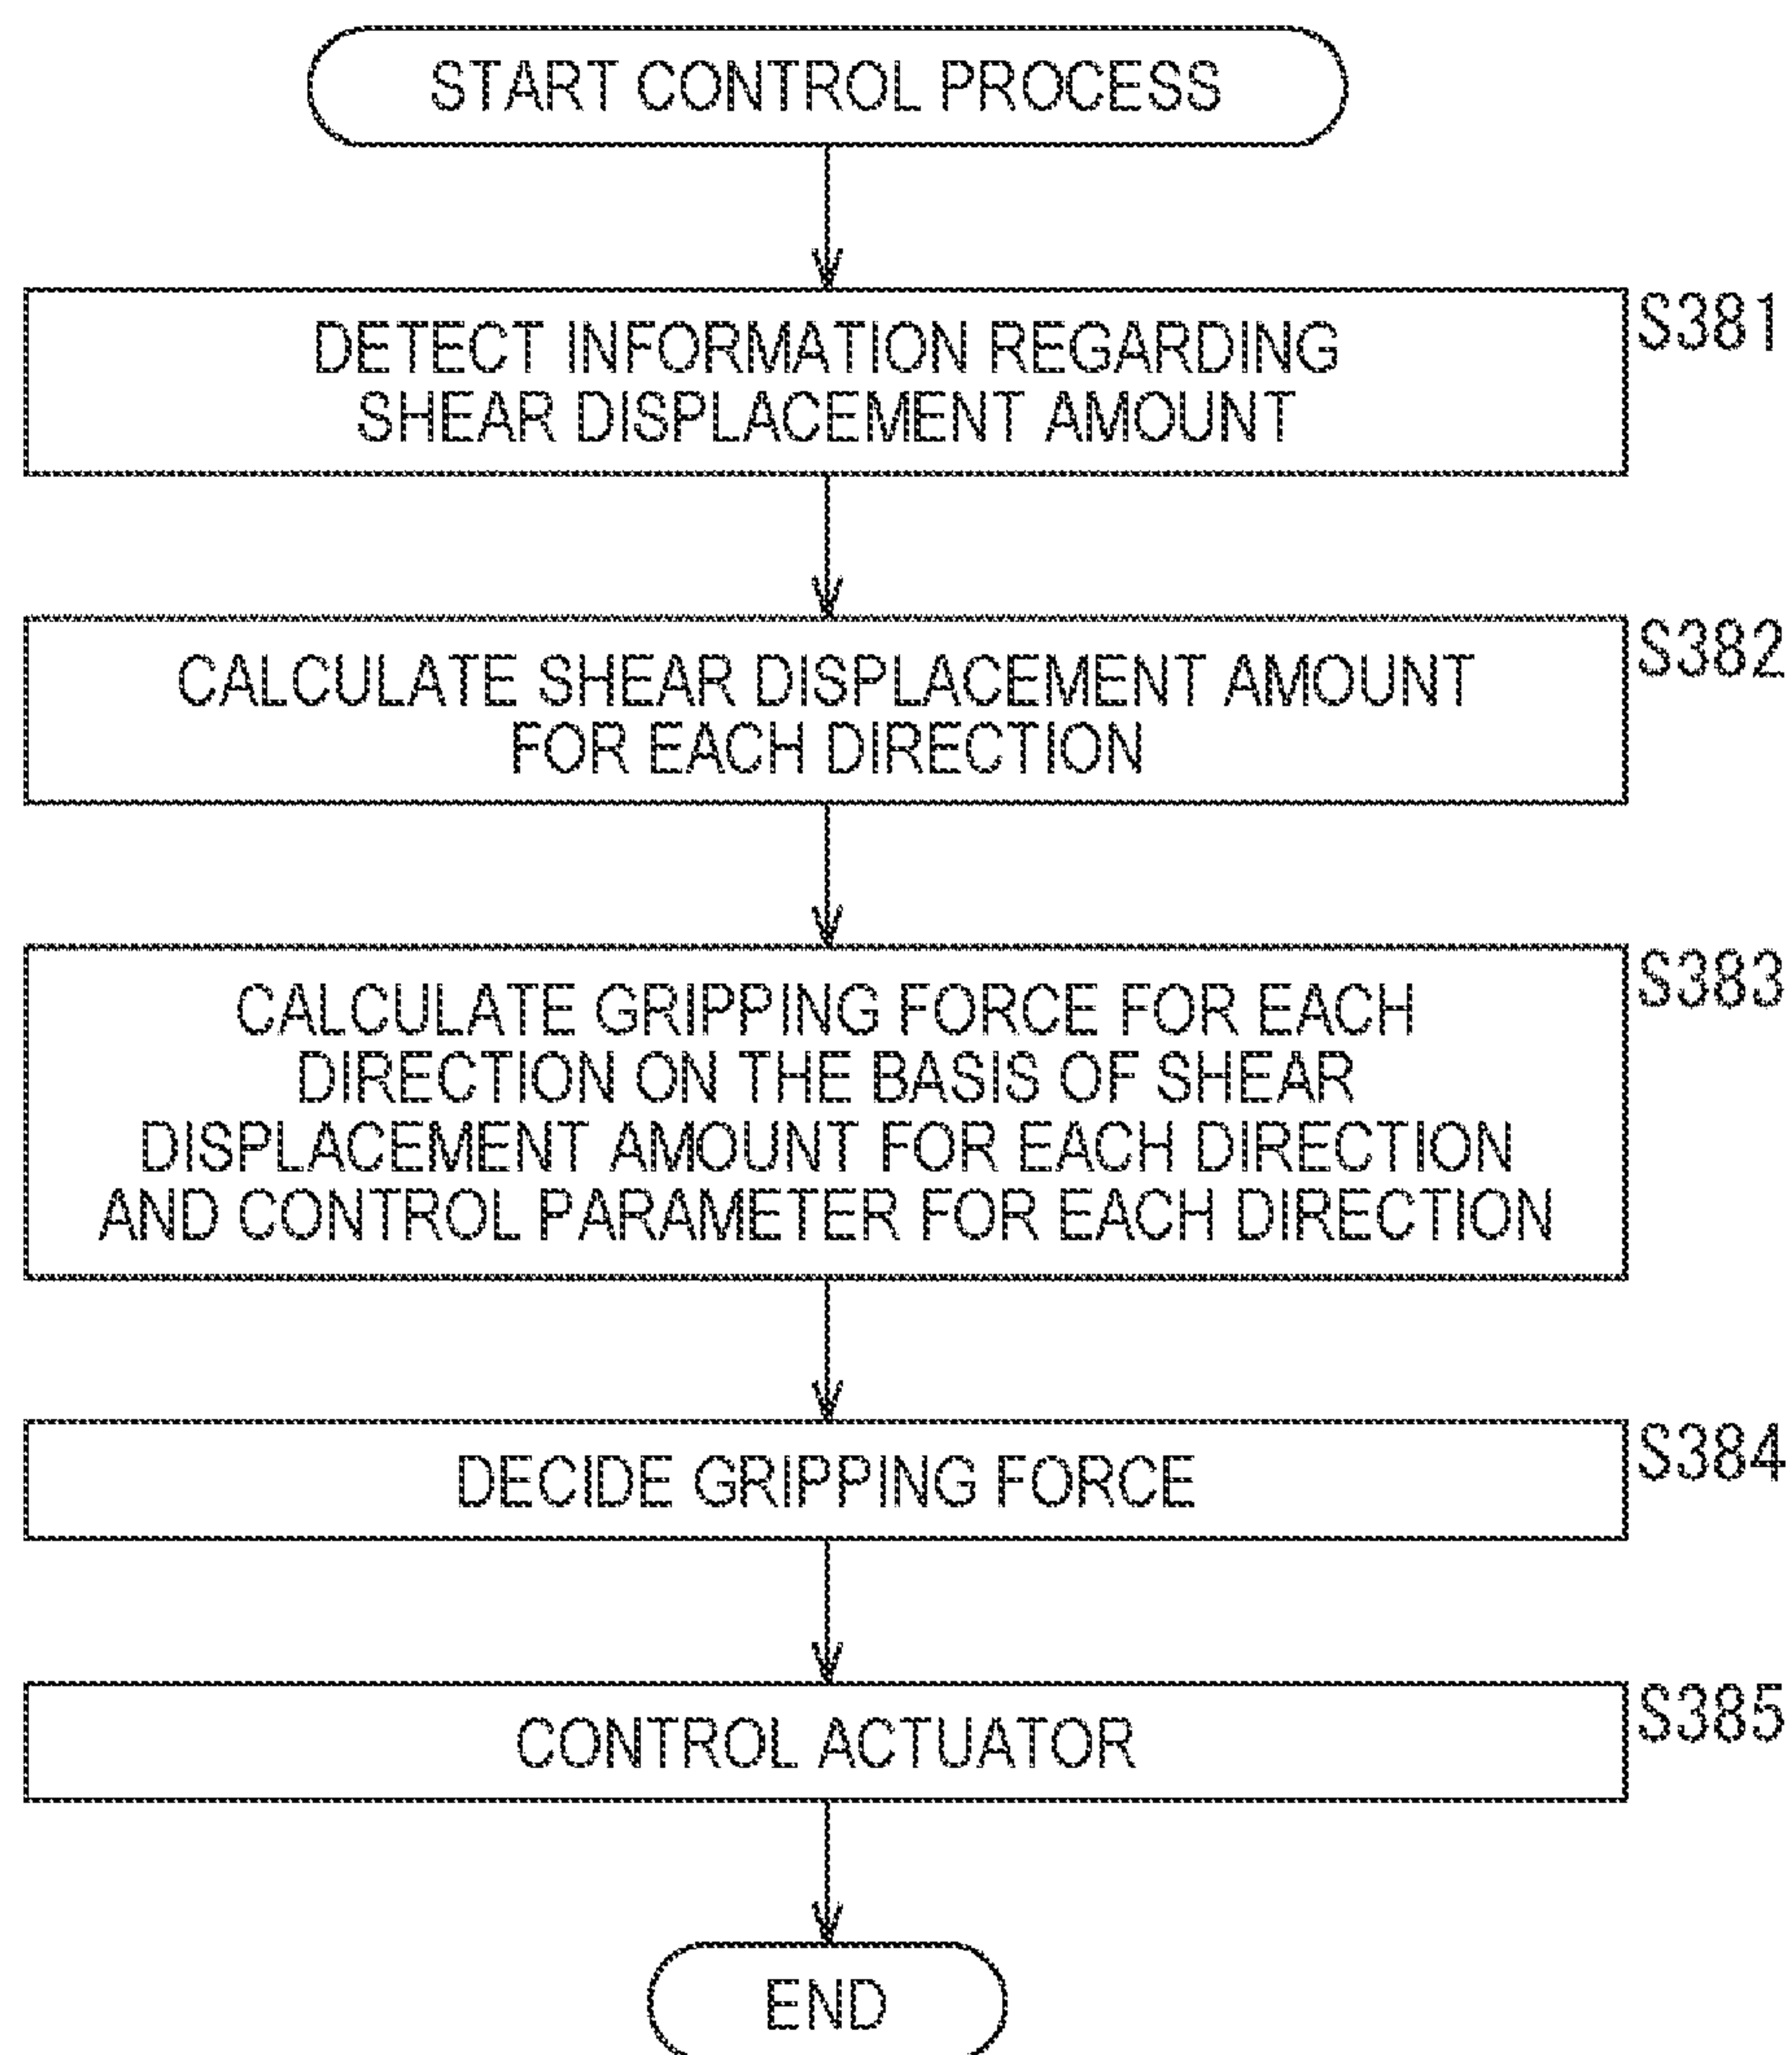 START CONTROL PROCESS
S381
DETECT INFORMATION REGARDING
SHEAR DISPLACEMENT AMOUNT
S382
CALCULATE SHEAR DISPLACEMENT AMOUNT
FOR EACH DIRECTION
S383
CALCULATE GRIPPING FORCE FOR EACH
DIRECTION ON THE BASIS OF SHEAR
DISPLACEMENT AMOUNT FOR EACH DIRECTION
AND CONTROL PARAMETER FOR EACH DIRECTION
S384
DECIDE GRIPPING FORCE
S385
CONTROL ACTUATOR
END